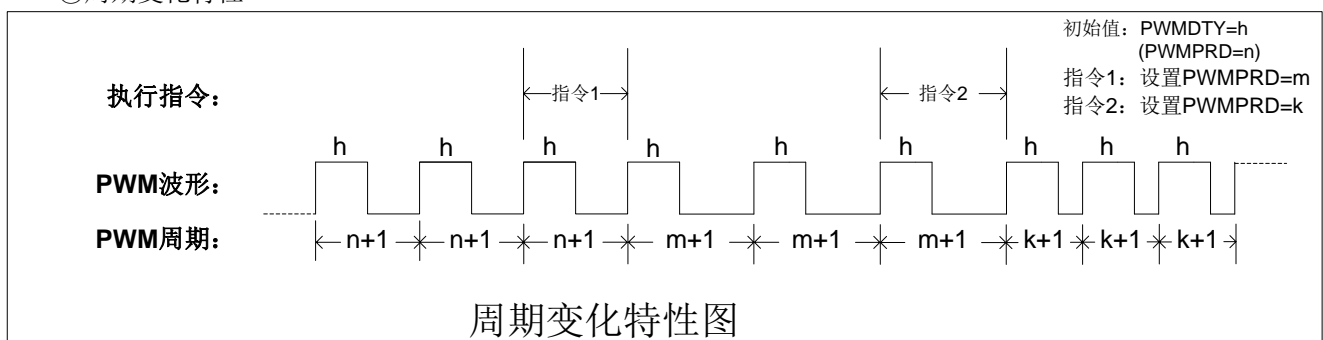 初始值：PWMDTY=h
(PWMPRD=n)
指令1：设置PWMPRD=m
指令2：设置PWMPRD=k
执行指令：
指令1
指令2
h h h h h h h h h
PWM波形：
PWM周期：
n+1 n+1 n+1 m+1 m+1 m+1 k+1 k+1 k+1
周期变化特性图